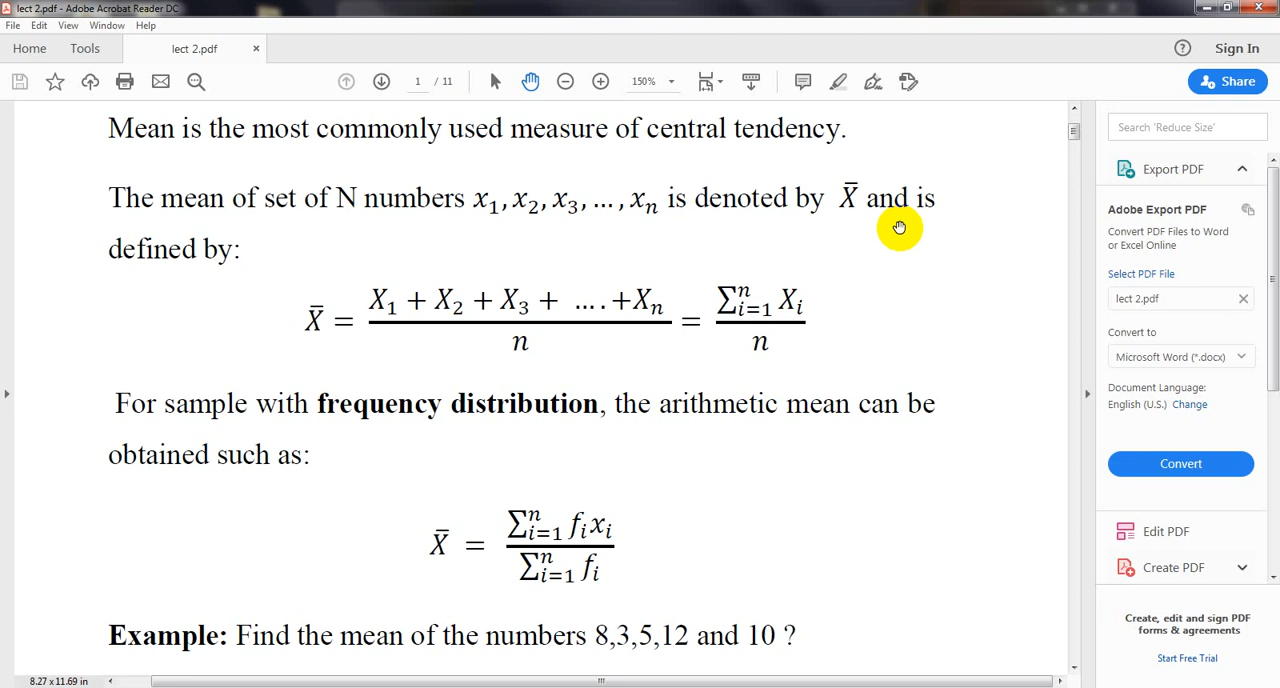 lect 2.pdf - Adobe Acrobat Reader DC
File Edit View Window Help
Home Tools lect 2.pdf × Sign In
1 / 11 150% Share
Mean is the most commonly used measure of central tendency.
The mean of set of N numbers x₁, x₂, x₃, …, xₙ is denoted by X̄ and is
defined by:
X̄ = (X₁ + X₂ + X₃ + ….+Xₙ)/n = (∑ⁿᵢ₌₁ Xᵢ)/n
For sample with frequency distribution, the arithmetic mean can be
obtained such as:
X̄ = (∑ⁿᵢ₌₁ fᵢxᵢ)/(∑ⁿᵢ₌₁ fᵢ)
Example: Find the mean of the numbers 8,3,5,12 and 10 ?
8.27 x 11.69 in
Search 'Reduce Size'
Export PDF
Adobe Export PDF
Convert PDF Files to Word
or Excel Online
Select PDF File
lect 2.pdf
Convert to
Microsoft Word (*.docx)
Document Language:
English (U.S.) Change
Convert
Edit PDF
Create PDF
Create, edit and sign PDF
forms & agreements
Start Free Trial